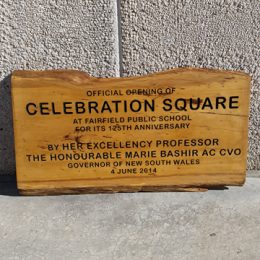 OFFICIAL OPENING OF
CELEBRATION SQUARE
AT FAIRFIELD PUBLIC SCHOOL
FOR ITS 125TH ANNIVERSARY
BY HER EXCELLENCY PROFESSOR
THE HONOURABLE MARIE BASHIR AC CVO
GOVERNOR OF NEW SOUTH WALES
4 JUNE 2014